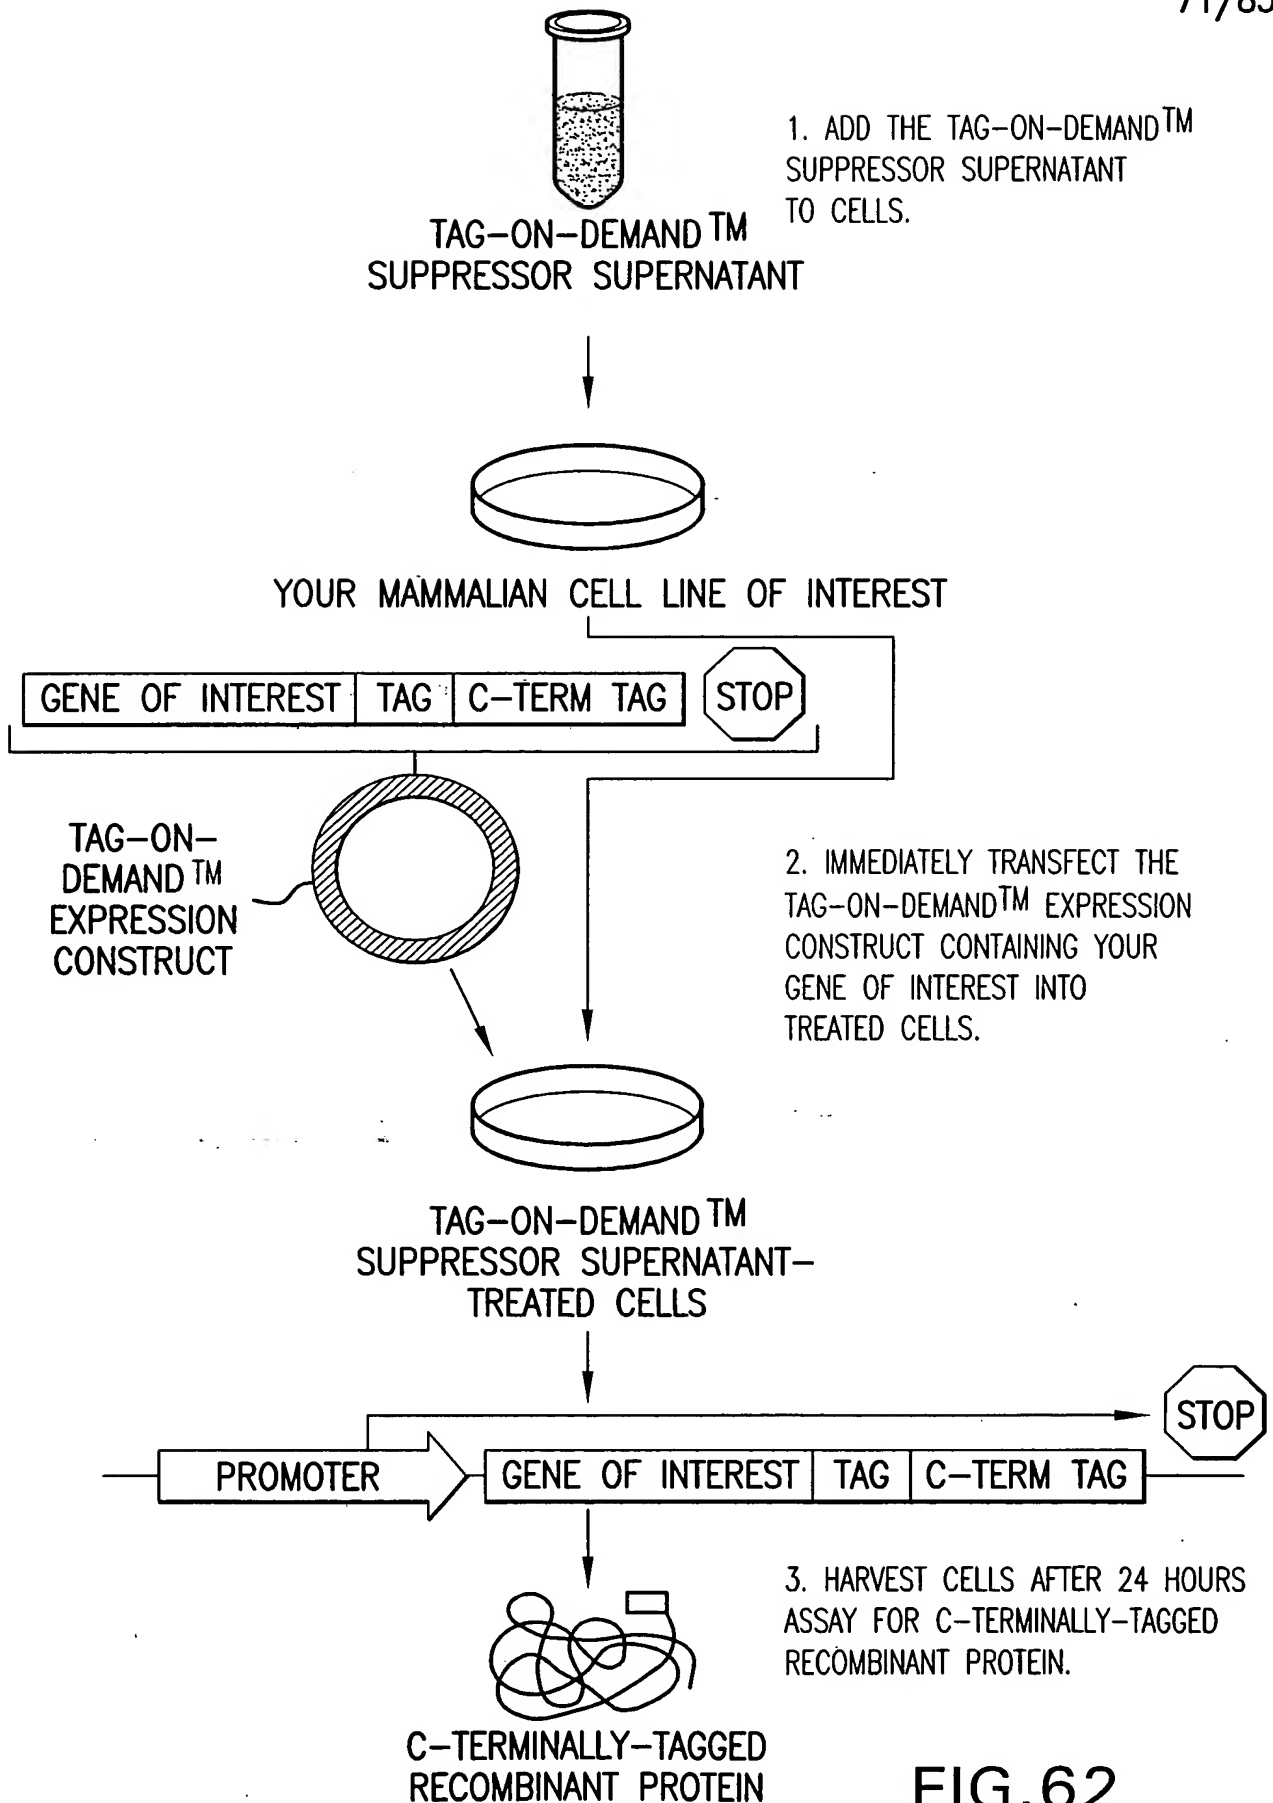 1. ADD THE TAG-ON-DEMAND™
SUPPRESSOR SUPERNATANT
TO CELLS.
TAG-ON-DEMAND™
SUPPRESSOR SUPERNATANT
YOUR MAMMALIAN CELL LINE OF INTEREST
GENE OF INTEREST TAG C-TERM TAG STOP
TAG-ON-
DEMAND™
EXPRESSION
CONSTRUCT
2. IMMEDIATELY TRANSFECT THE
TAG-ON-DEMAND™ EXPRESSION
CONSTRUCT CONTAINING YOUR
GENE OF INTEREST INTO
TREATED CELLS.
TAG-ON-DEMAND™
SUPPRESSOR SUPERNATANT-
TREATED CELLS
STOP
PROMOTER GENE OF INTEREST TAG C-TERM TAG
3. HARVEST CELLS AFTER 24 HOURS
ASSAY FOR C-TERMINALLY-TAGGED
RECOMBINANT PROTEIN.
C-TERMINALLY-TAGGED
RECOMBINANT PROTEIN
FIG.62